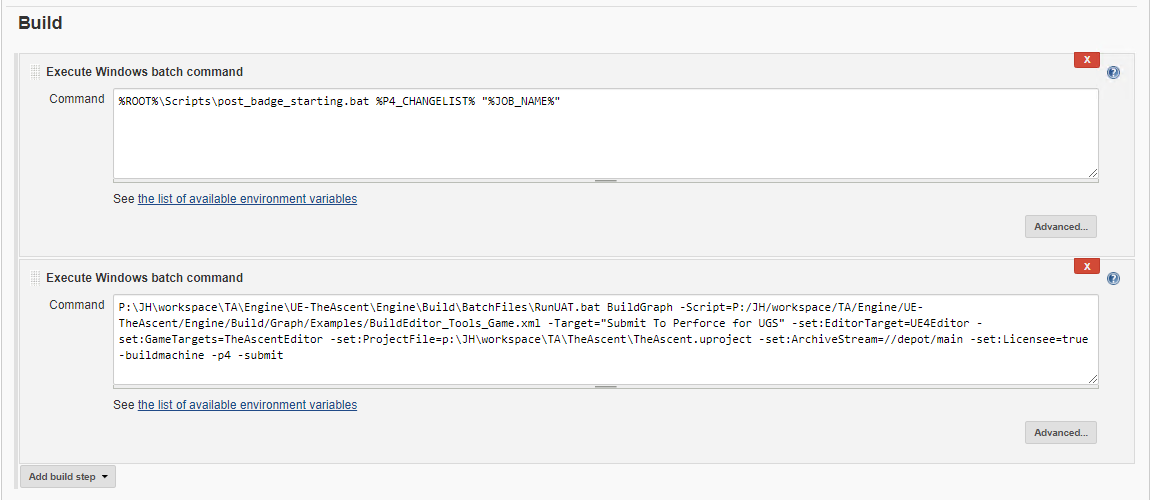 Build
X
Execute Windows batch command
Command
%ROOT%\Scripts\post_badge_starting.bat %P4_CHANGELIST% "%JOB_NAME%"
See the list of available environment variables
Advanced...
X
Execute Windows batch command
Command
P:\JH\workspace\TA\Engine\UE-TheAscent\Engine\Build\BatchFiles\RunUAT.bat BuildGraph -Script=P:/JH/workspace/TA/Engine/UE-
TheAscent/Engine/Build/Graph/Examples/BuildEditor_Tools_Game.xml -Target="Submit To Perforce for UGS" -set:EditorTarget=UE4Editor -
set:GameTargets=TheAscentEditor -set:ProjectFile=p:\JH\workspace\TA\TheAscent\TheAscent.uproject -set:ArchiveStream=//depot/main -set:Licensee=true
-buildmachine -p4 -submit
See the list of available environment variables
Advanced...
Add build step